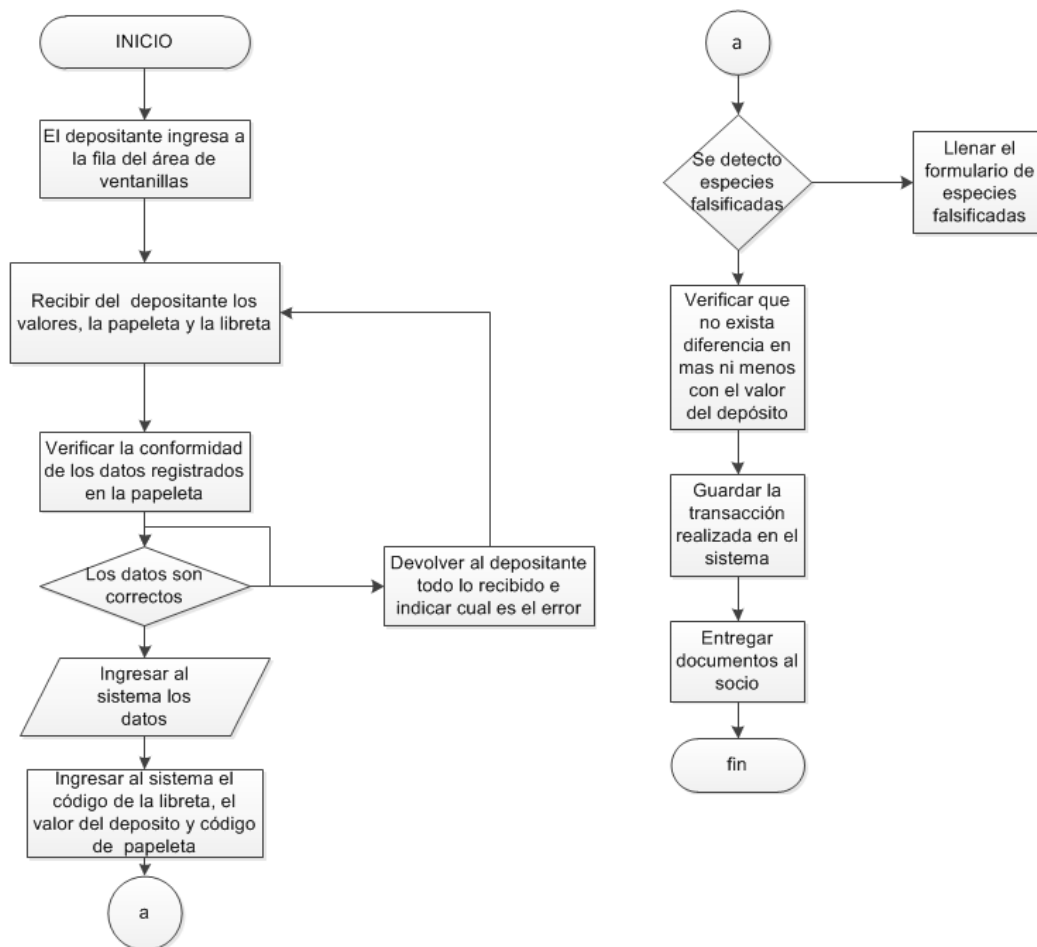 INICIO
El depositante ingresa a
la fila del área de
ventanillas
Recibir del depositante los
valores, la papeleta y la libreta
Verificar la conformidad
de los datos registrados
en la papeleta
Los datos son
correctos
Devolver al depositante
todo lo recibido e
indicar cual es el error
Ingresar al
sistema los
datos
Ingresar al sistema el
código de la libreta, el
valor del deposito y código
de papeleta
a
a
Se detecto
especies
falsificadas
Llenar el
formulario de
especies
falsificadas
Verificar que
no exista
diferencia en
mas ni menos
con el valor
del depósito
Guardar la
transacción
realizada en el
sistema
Entregar
documentos al
socio
fin